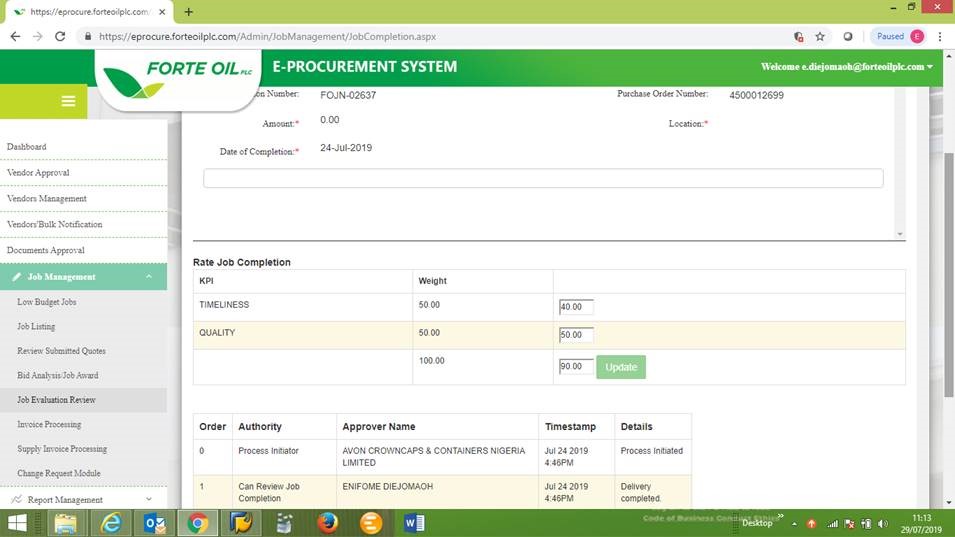 eprocure.forteoilplc.com/
https://eprocure.forteoilplc.com/Admin/JobManagement/JobCompletion.aspx
Paused E
FORTE OIL PLC
E-PROCUREMENT SYSTEM
Welcome e.diejomaoh@forteoilplc.com
Dashboard
Vendor Approval
Vendors Management
Vendors'Bulk Notification
Documents Approval
Job Management
Low Budget Jobs
Job Listing
Review Submitted Quotes
Bid Analysis/Job Award
Job Evaluation Review
Invoice Processing
Supply Invoice Processing
Change Request Module
Report Management
on Number: FOJN-02637 Purchase Order Number: 4500012699
Amount:* 0.00 Location:*
Date of Completion:* 24-Jul-2019
Rate Job Completion
KPI Weight
TIMELINESS 50.00 40.00
QUALITY 50.00 50.00
100.00 90.00 Update
Order Authority Approver Name Timestamp Details
0 Process Initiator AVON CROWNCAPS & CONTAINERS NIGERIA LIMITED Jul 24 2019 4:46PM Process Initiated
1 Can Review Job Completion ENIFOME DIEJOMAOH Jul 24 2019 4:46PM Delivery completed.
Code of Business Conduct Ethics
Desktop
11:13
29/07/2019